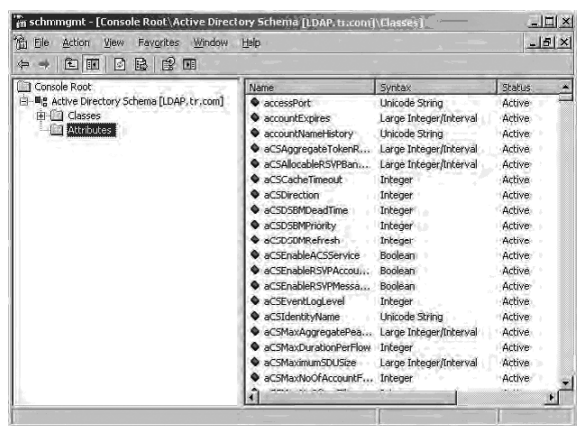 schmmgmt - [Console Root\Active Directory Schema [LDAP.tr.com]\Classes]
File Action View Favorites Window Help
Console Root
Active Directory Schema [LDAP.tr.com]
Classes
Attributes
Name Syntax Status
accessPort Unicode String Active
accountExpires Large Integer/Interval Active
accountNameHistory Unicode String Active
aCSAggregateTokenR... Large Integer/Interval Active
aCSAllocableRSVPBan... Large Integer/Interval Active
aCSCacheTimeout Integer Active
aCSDirection Integer Active
aCSDSBMDeadTime Integer Active
aCSDSBMPriority Integer Active
aCSDSBMRefresh Integer Active
aCSEnableACSService Boolean Active
aCSEnableRSVPAccou... Boolean Active
aCSEnableRSVPMessa... Boolean Active
aCSEventLogLevel Integer Active
aCSIdentityName Unicode String Active
aCSMaxAggregatePea... Large Integer/Interval Active
aCSMaxDurationPerFlow Integer Active
aCSMaximumSDUSize Large Integer/Interval Active
aCSMaxNoOfAccountF... Integer Active